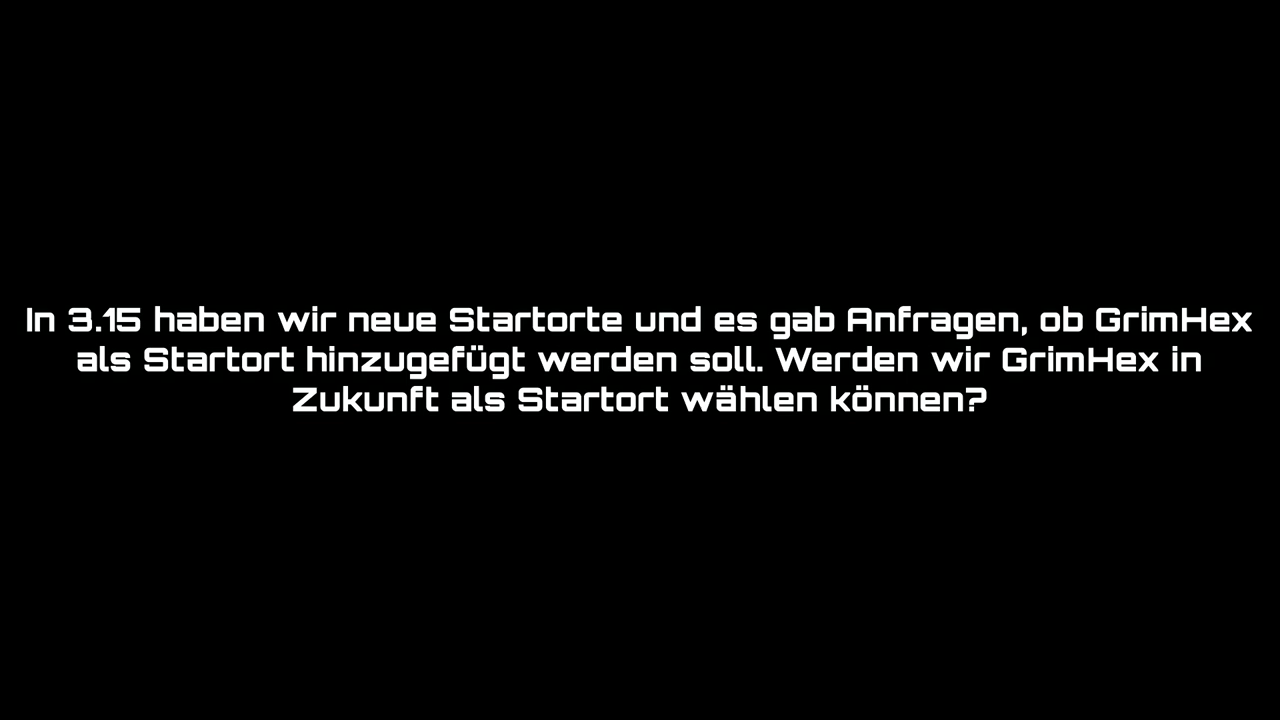 In 3.15 haben wir neue Startorte und es gab Anfragen, ob GrimHex
als Startort hinzugefügt werden soll. Werden wir GrimHex in
Zukunft als Startort wählen können?